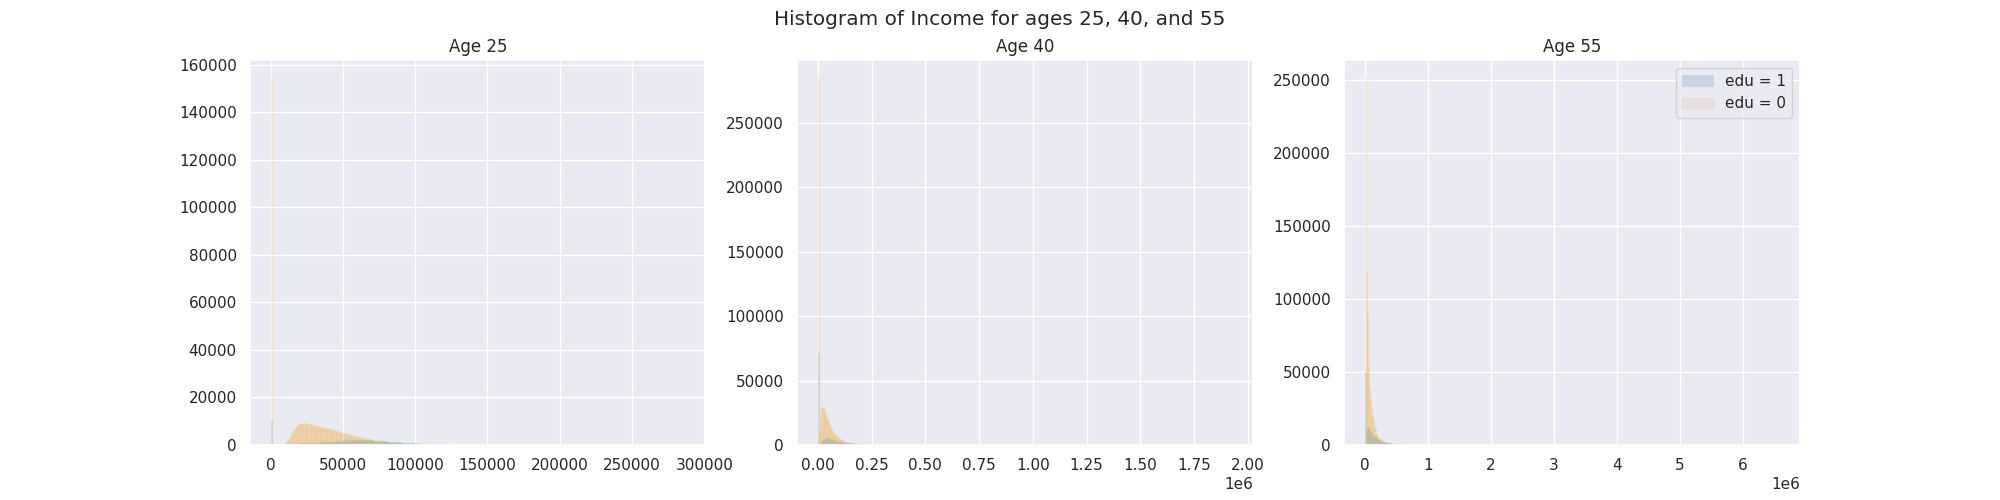 Histogram of Income for ages 25, 40, and 55
Age 25
160000
140000
120000
100000
80000
60000
40000
20000
0
0 50000 100000 150000 200000 250000 300000
Age 40
250000
200000
150000
100000
50000
0
0.00 0.25 0.50 0.75 1.00 1.25 1.50 1.75 2.00
1e6
Age 55
edu = 1
edu = 0
250000
200000
150000
100000
50000
0
0 1 2 3 4 5 6
1e6